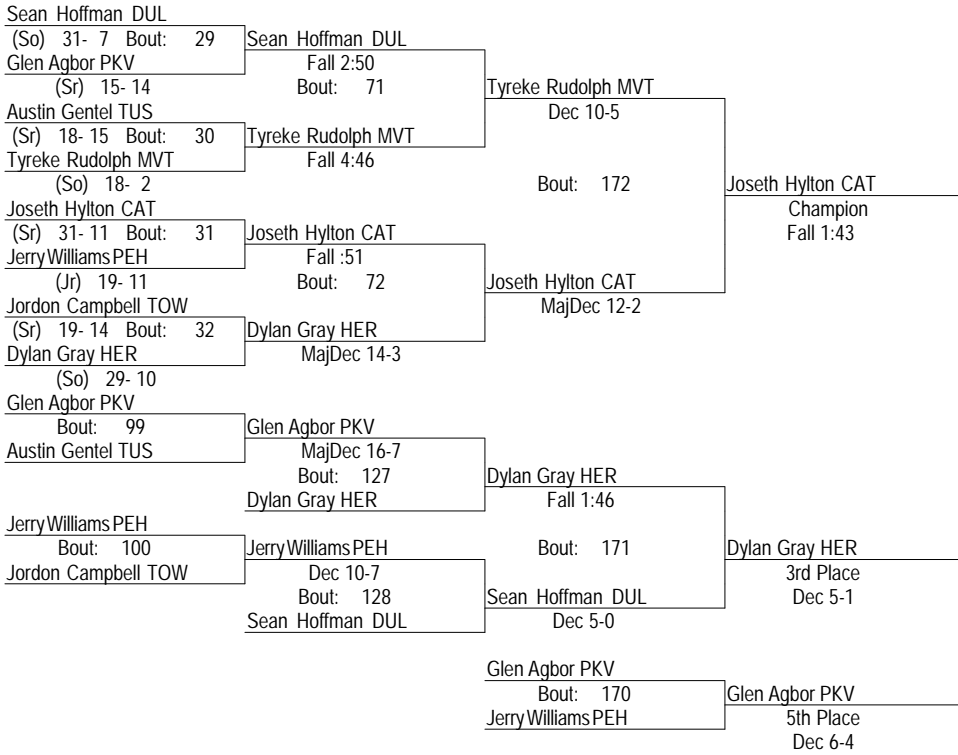 Sean Hoffman DUL
(So) 31- 7 Bout: 29 Sean Hoffman DUL
Glen Agbor PKV Fall 2:50
(Sr) 15- 14 Bout: 71 Tyreke Rudolph MVT
Austin Gentel TUS Dec 10-5
(Sr) 18- 15 Bout: 30 Tyreke Rudolph MVT
Tyreke Rudolph MVT Fall 4:46
(So) 18- 2 Bout: 172 Joseth Hylton CAT
Joseth Hylton CAT Champion
(Sr) 31- 11 Bout: 31 Joseth Hylton CAT Fall 1:43
Jerry Williams PEH Fall :51
(Jr) 19- 11 Bout: 72 Joseth Hylton CAT
Jordon Campbell TOW MajDec 12-2
(Sr) 19- 14 Bout: 32 Dylan Gray HER
Dylan Gray HER MajDec 14-3
(So) 29- 10
Glen Agbor PKV
Bout: 99 Glen Agbor PKV
Austin Gentel TUS MajDec 16-7
Bout: 127 Dylan Gray HER
Dylan Gray HER Fall 1:46
Jerry Williams PEH
Bout: 100 Jerry Williams PEH Bout: 171 Dylan Gray HER
Jordon Campbell TOW Dec 10-7 3rd Place
Bout: 128 Sean Hoffman DUL Dec 5-1
Sean Hoffman DUL Dec 5-0
Glen Agbor PKV
Bout: 170 Glen Agbor PKV
Jerry Williams PEH 5th Place
Dec 6-4